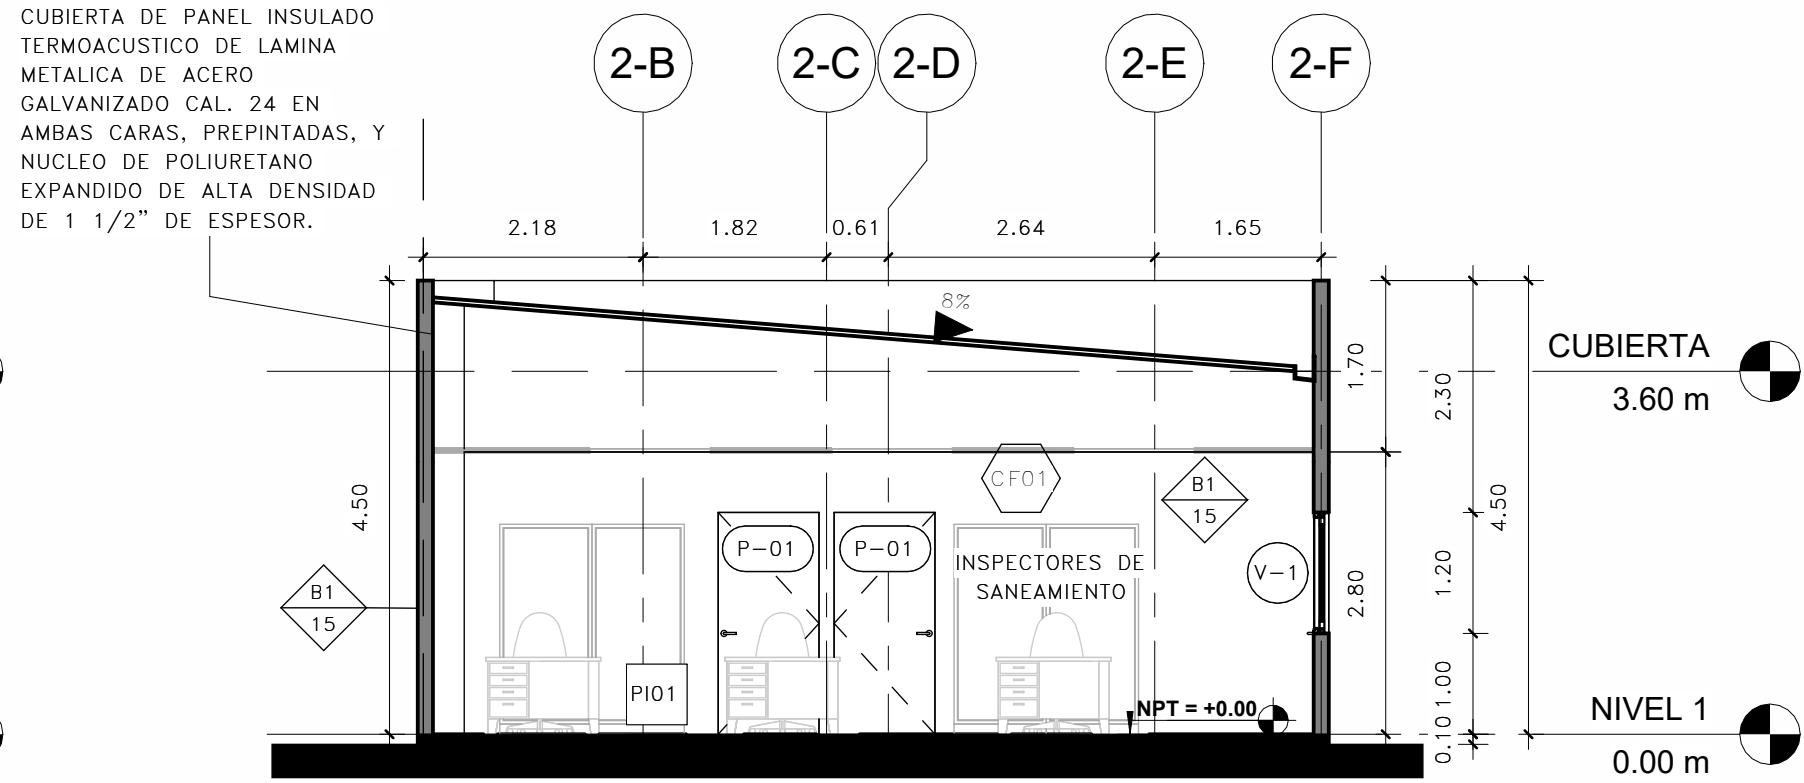 CUBIERTA DE PANEL INSULADO
TERMOACUSTICO DE LAMINA
METALICA DE ACERO
GALVANIZADO CAL. 24 EN
AMBAS CARAS, PREPINTADAS, Y
NUCLEO DE POLIURETANO
EXPANDIDO DE ALTA DENSIDAD
DE 1 1/2” DE ESPESOR.
2-B
2-C
2-D
2-E
2-F
2.18
1.82
0.61
2.64
1.65
8%
CUBIERTA
3.60 m
1.70
2.30
4.50
4.50
CF01
B1
15
P-01
P-01
INSPECTORES DE
SANEAMIENTO
V-1
1.20
2.80
B1
15
PI01
NPT = +0.00
1.00
0.10
NIVEL 1
0.00 m